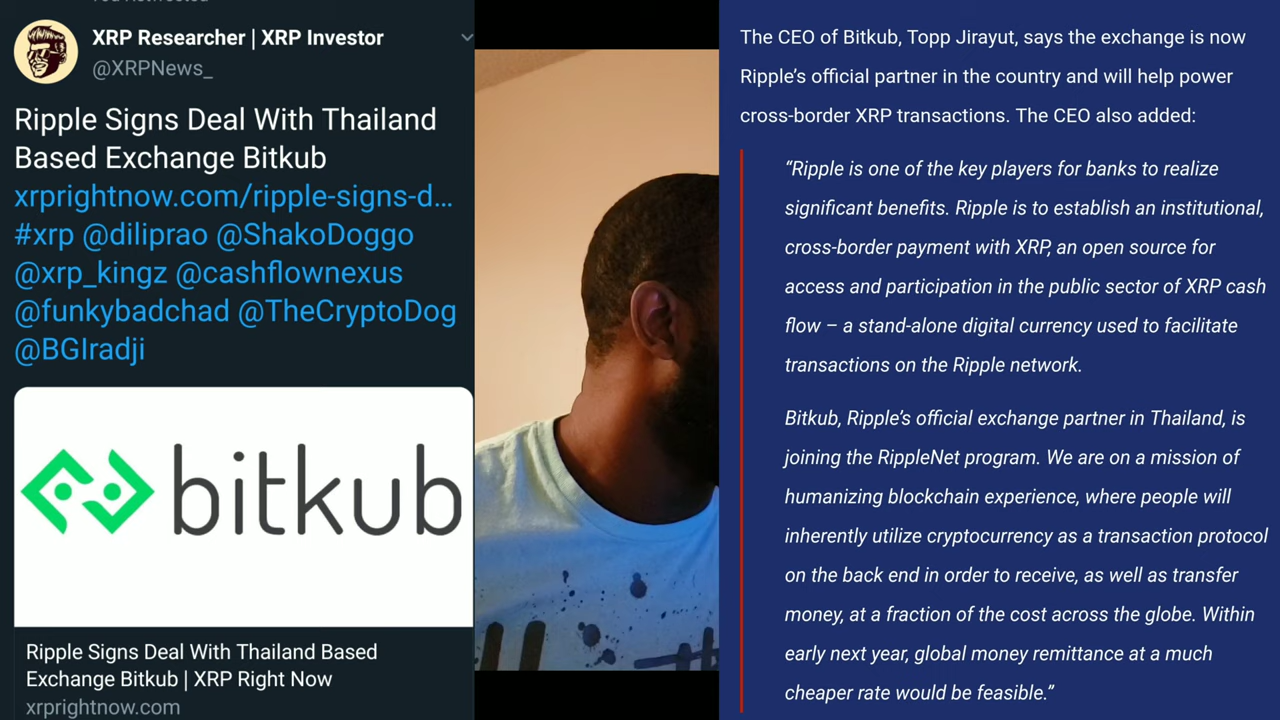 XRP Researcher | XRP Investor
@XRPNews_
Ripple Signs Deal With Thailand
Based Exchange Bitkub
xrprightnow.com/ripple-signs-d...
#xrp @diliprao @ShakoDoggo
@xrp_kingz @cashflownexus
@funkybadchad @TheCryptoDog
@BGIradji
bitkub
Ripple Signs Deal With Thailand Based
Exchange Bitkub | XRP Right Now
xrprightnow.com
The CEO of Bitkub, Topp Jirayut, says the exchange is now
Ripple's official partner in the country and will help power
cross-border XRP transactions. The CEO also added:
“Ripple is one of the key players for banks to realize
significant benefits. Ripple is to establish an institutional,
cross-border payment with XRP, an open source for
access and participation in the public sector of XRP cash
flow – a stand-alone digital currency used to facilitate
transactions on the Ripple network.
Bitkub, Ripple's official exchange partner in Thailand, is
joining the RippleNet program. We are on a mission of
humanizing blockchain experience, where people will
inherently utilize cryptocurrency as a transaction protocol
on the back end in order to receive, as well as transfer
money, at a fraction of the cost across the globe. Within
early next year, global money remittance at a much
cheaper rate would be feasible.”